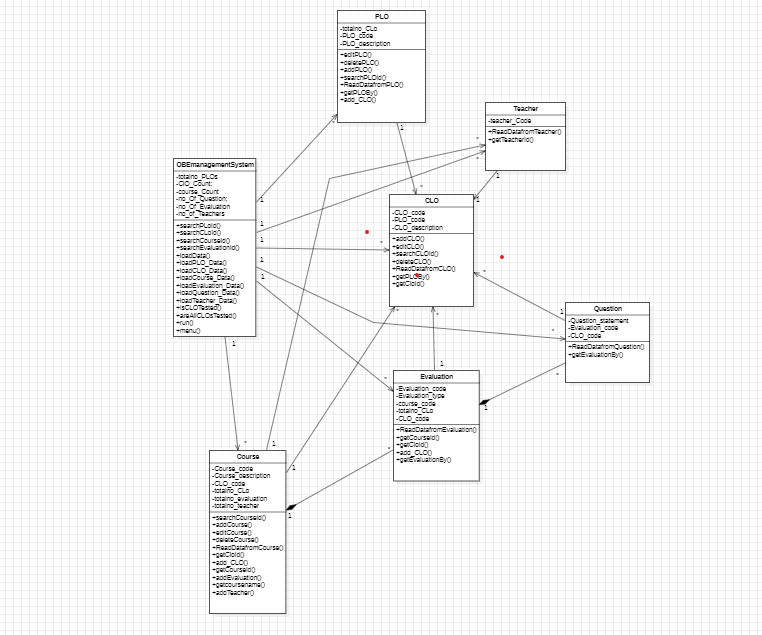 PLO
-totalno_CLo
-PLO_code
-PLO_description
+editPLO()
+deletePLO()
+addPLO()
+searchPLOid()
+ReadDatafromPLO()
+getPLOBy()
+add_CLO()
Teacher
-teacher_Code
+ReadDatafromTeacher()
+getTeacherid()
OBEmanagementSystem
-totalno_PLOs
-ClO_Count;
-course_Count
-no_Of_Question;
-no_Of_Evaluation
-no_of_Teachers
+searchPLOid()
+searchCLOid()
+searchCourseid()
+searchEvaluationid()
+loadData()
+loadPLO_Data()
+loadCLO_Data()
+loadCourse_Data()
+loadEvaluation_Data()
+loadQuestion_Data()
+loadTeacher_Data()
+isCLOTested()
+areAllCLOsTested()
+run()
+menu()
CLO
-CLO_code
-PLO_code
-CLO_description
+addCLO()
+editCLO()
+searchCLOid()
+deleteCLO()
+ReadDatafromCLO()
+getPLOBy()
+getCloid()
Question
-Question_statement
-Evaluation_code
-CLO_code
+ReadDatafromQuestion()
+getEvaluationBy()
Evaluation
-Evaluation_code
-Evaluation_type
-course_code
-totalno_CLo
-CLO_code
+ReadDatafromEvaluation()
+getCourseid()
+getCloid()
+add_CLO()
+getEvaluationBy()
Course
-Course_code
-Course_description
-CLO_code
-totalno_CLo
-totalno_evaluation
-totalno_teacher
+searchCourseid()
+addCourse()
+editCourse()
+deleteCourse()
+ReadDatafromCourse()
+getCloid()
+add_CLO()
+getCourseid()
+addEvaluation()
+getcoursename()
+addTeacher()
1
*
1
*
1
1
1
*
1
*
1
*
1
*
1
*
1
*
1
*
1
*
1
*
1
*